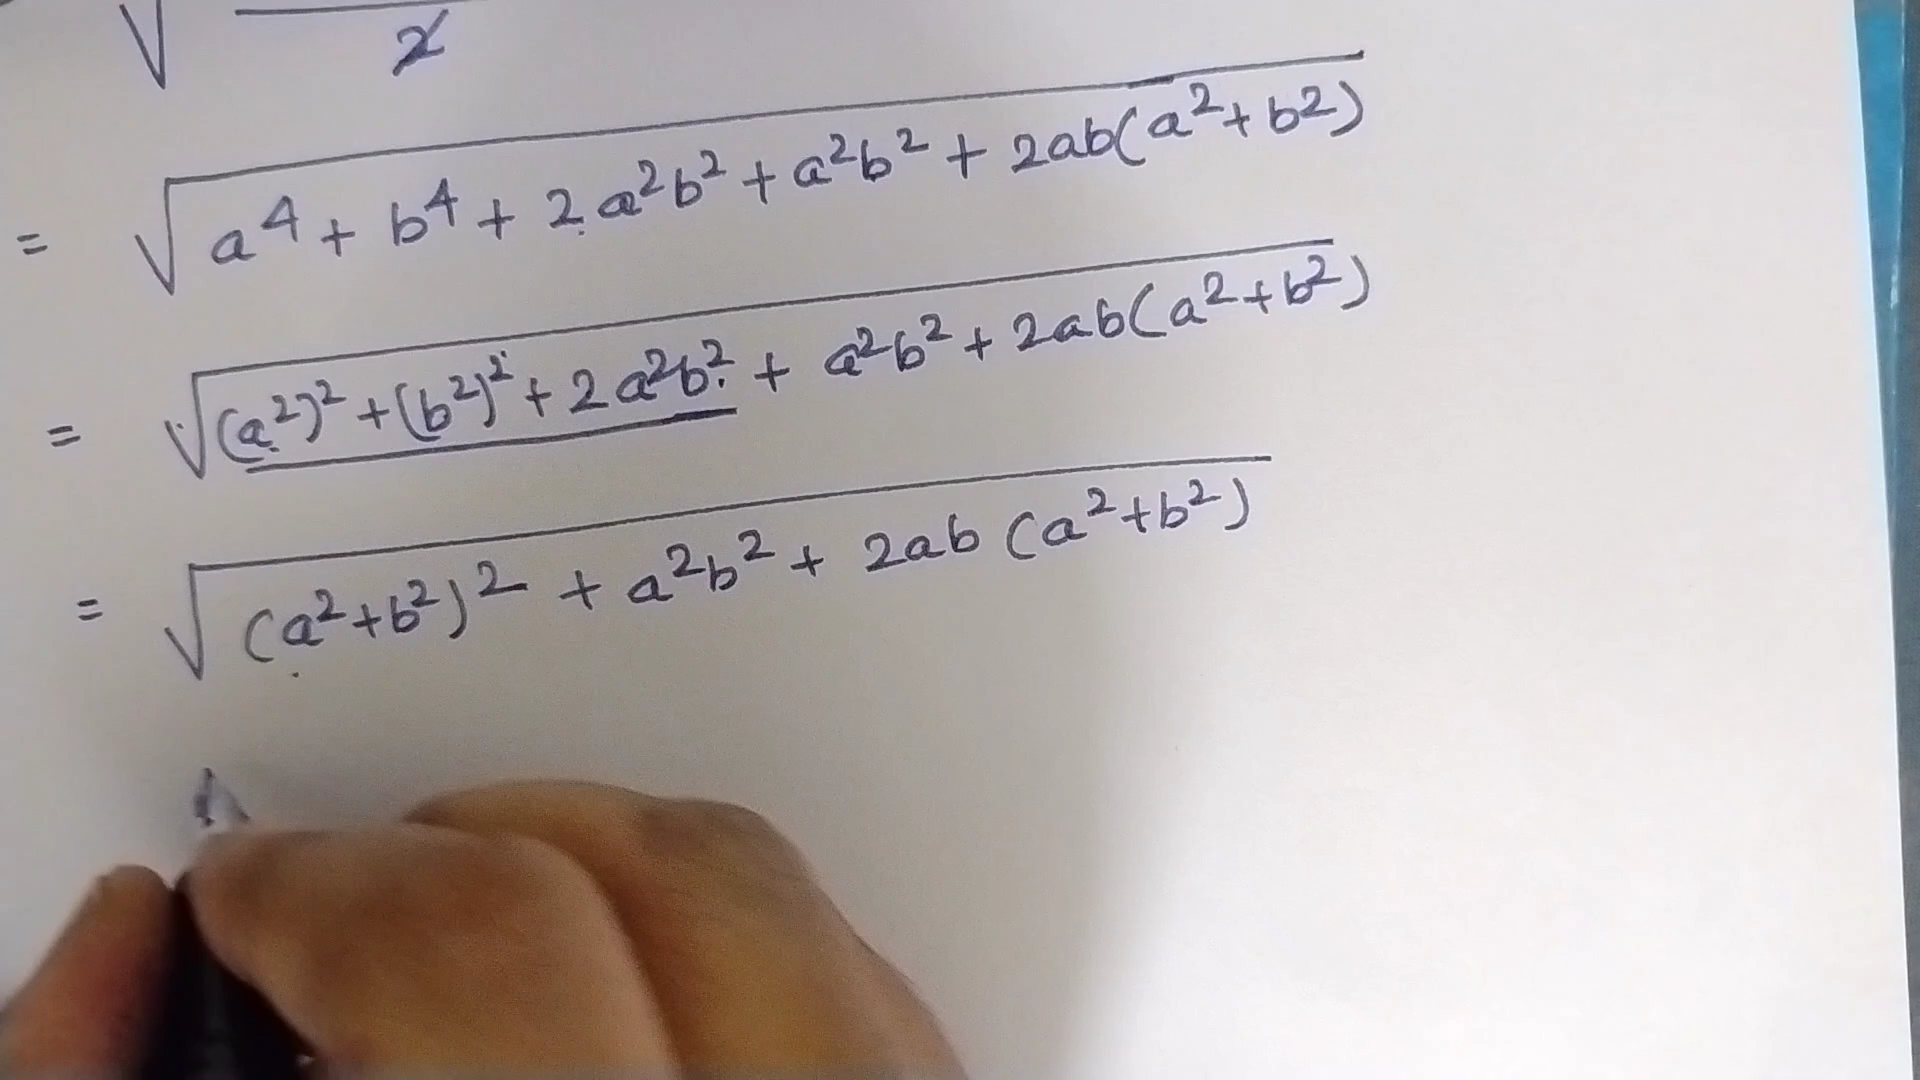 √ 2
= √a⁴ + b⁴ + 2a²b² + a²b² + 2ab(a² + b²)
= √(a²)² + (b²)² + 2a²b² + a²b² + 2ab(a² + b²)
= √(a² + b²)² + a²b² + 2ab(a² + b²)